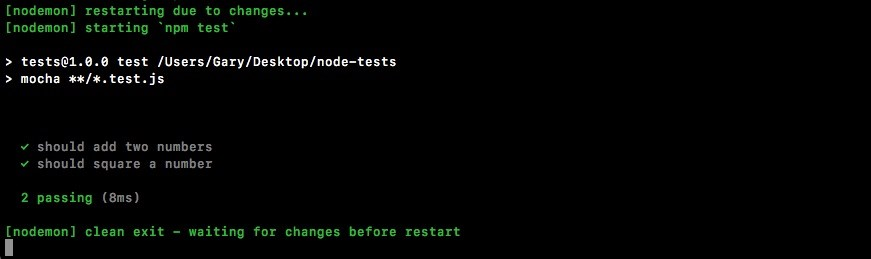 [nodemon] restarting due to changes...
[nodemon] starting `npm test`
> tests@1.0.0 test /Users/Gary/Desktop/node-tests
> mocha **/*.test.js
✓ should add two numbers
✓ should square a number
2 passing (8ms)
[nodemon] clean exit - waiting for changes before restart